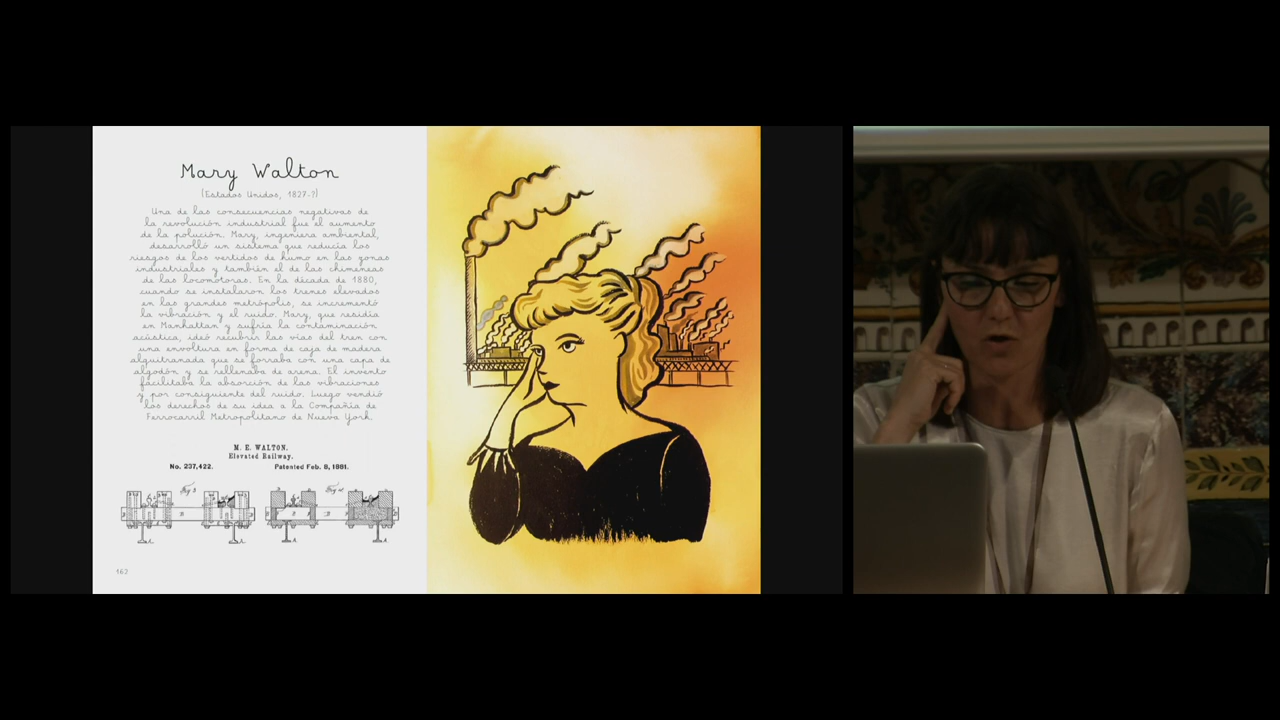 Mary Walton
(Estados Unidos, 1827-?)
Una de las consecuencias negativas de
la revolución industrial fue el aumento
de la polución. Mary, ingeniera ambiental,
desarrolló un sistema que reducía los
riesgos de los vertidos de humo en las zonas
industriales y también el de las chimeneas
de las locomotoras. En la década de 1880,
cuando se instalaron los trenes elevados
en las grandes metrópolis, se incrementó
la vibración y el ruido. Mary, que residía
en Manhattan y sufría la contaminación
acústica, ideó recubrir las vías del tren con
una envoltura en forma de caja de madera
alquitranada que se forraba con una capa de
algodón y se rellenaba de arena. El invento
facilitaba la absorción de las vibraciones
y por consiguiente del ruido. Luego vendió
los derechos de su idea a la Compañía de
Ferrocarril Metropolitano de Nueva York.
M. E. WALTON.
Elevated Railway.
No. 237,422. Patented Feb. 8, 1881.
Fig 3
162